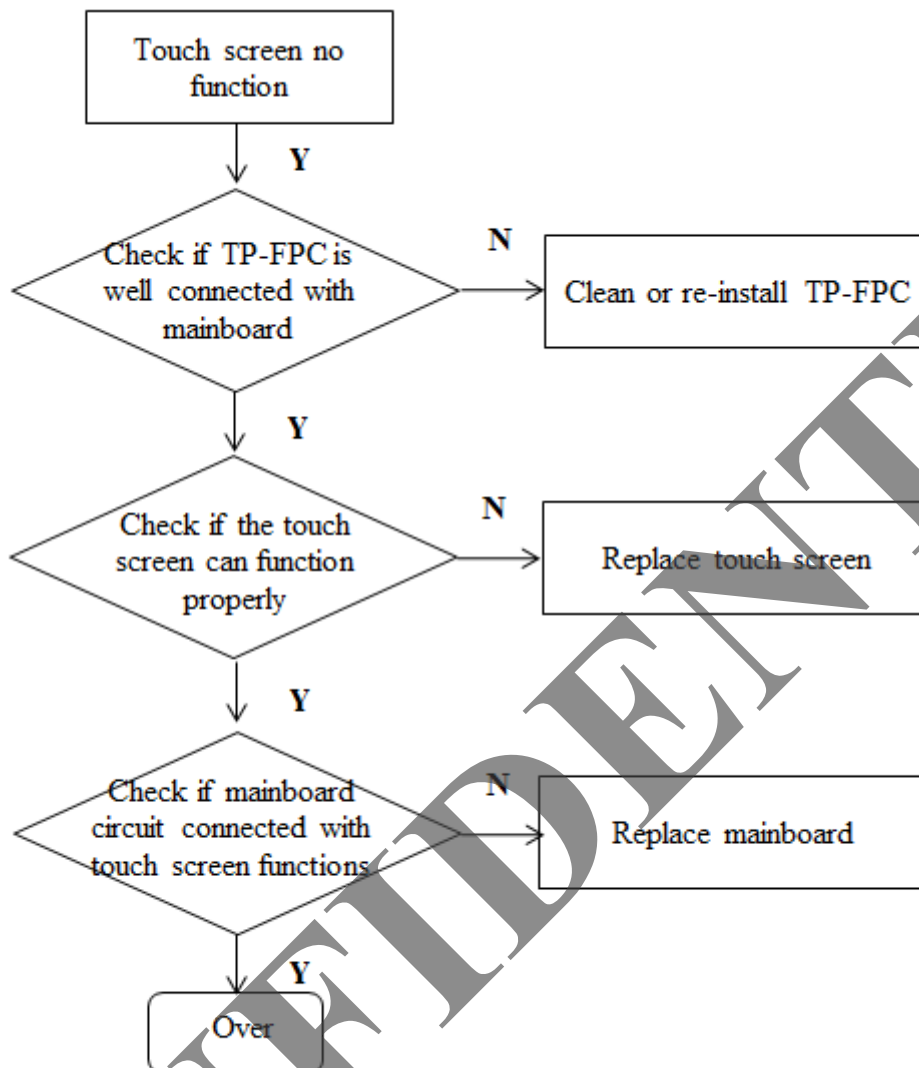 Touch screen no
function
Y
Check if TP-FPC is
well connected with
mainboard
N
Clean or re-install TP-FPC
Y
Check if the touch
screen can function
properly
N
Replace touch screen
Y
Check if mainboard
circuit connected with
touch screen functions
N
Replace mainboard
Y
Over
FIDENT